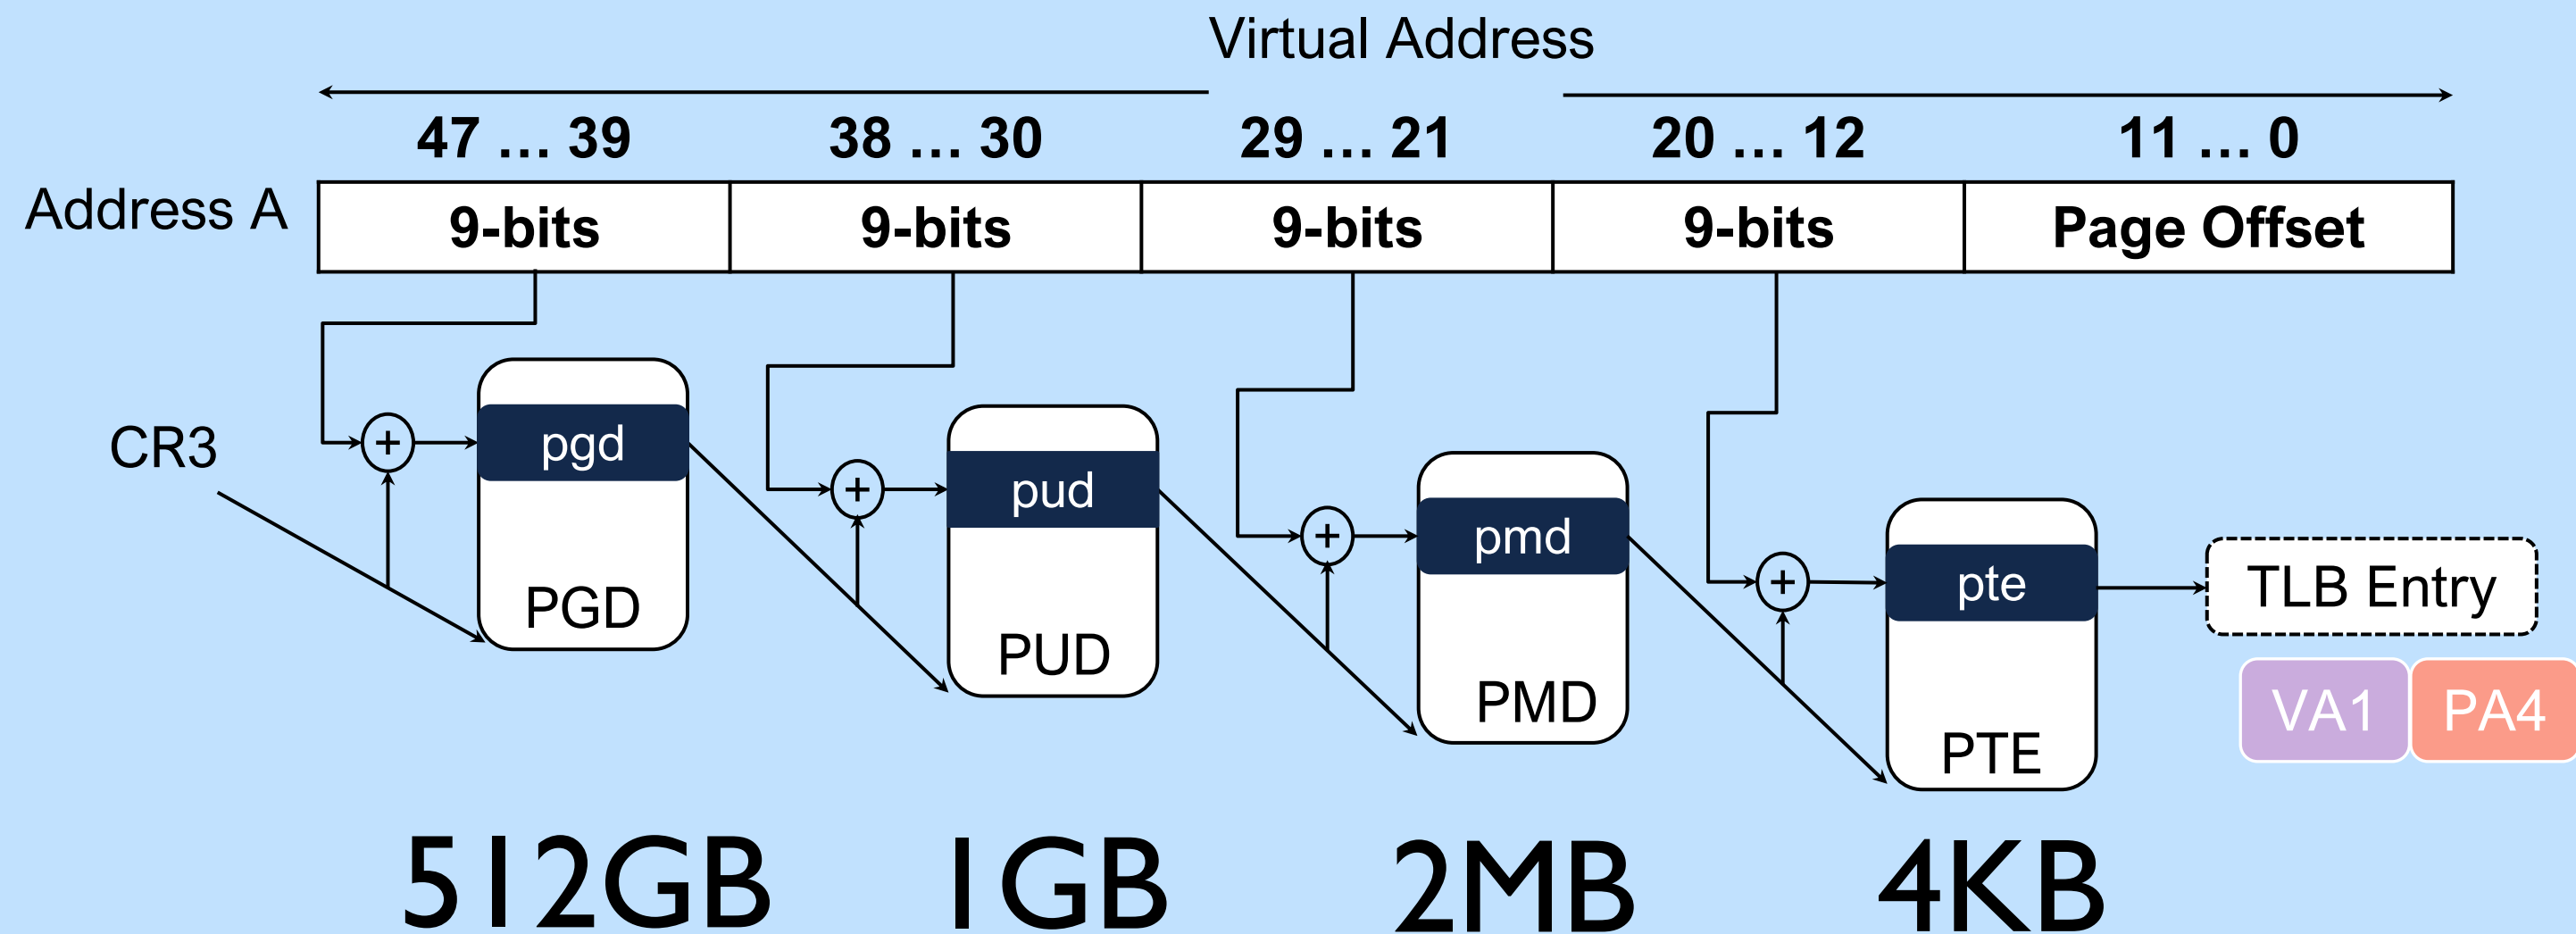 Virtual Address
47 ... 39
38 ... 30
29 ... 21
20 ... 12
11 ... 0
Address A
9-bits
9-bits
9-bits
9-bits
Page Offset
CR3
+
pgd
PGD
+
pud
PUD
+
pmd
PMD
+
pte
PTE
TLB Entry
VA1
PA4
512GB
1GB
2MB
4KB